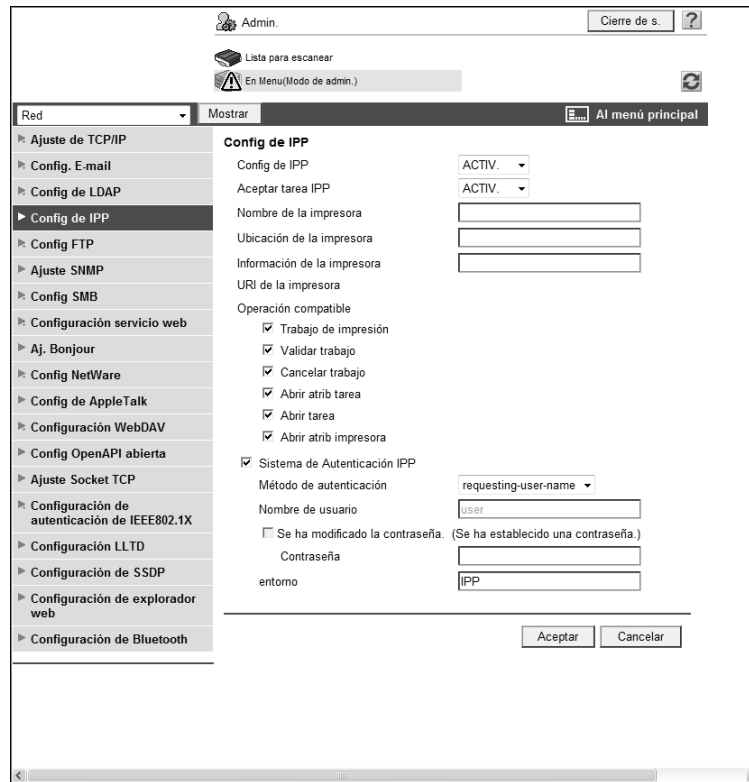 Admin.
Cierre de s.
?
Lista para escanear
En Menu(Modo de admin.)
Red
Mostrar
Al menú principal
Ajuste de TCP/IP
Config. E-mail
Config de LDAP
Config de IPP
Config FTP
Ajuste SNMP
Config SMB
Configuración servicio web
Aj. Bonjour
Config NetWare
Config de AppleTalk
Configuración WebDAV
Config OpenAPI abierta
Ajuste Socket TCP
Configuración de
autenticación de IEEE802.1X
Configuración LLTD
Configuración de SSDP
Configuración de explorador
web
Configuración de Bluetooth
Config de IPP
Config de IPP ACTIV.
Aceptar tarea IPP ACTIV.
Nombre de la impresora
Ubicación de la impresora
Información de la impresora
URI de la impresora
Operación compatible
Trabajo de impresión
Validar trabajo
Cancelar trabajo
Abrir atrib tarea
Abrir tarea
Abrir atrib impresora
Sistema de Autenticación IPP
Método de autenticación requesting-user-name
Nombre de usuario user
Se ha modificado la contraseña. (Se ha establecido una contraseña.)
Contraseña
entorno IPP
Aceptar Cancelar